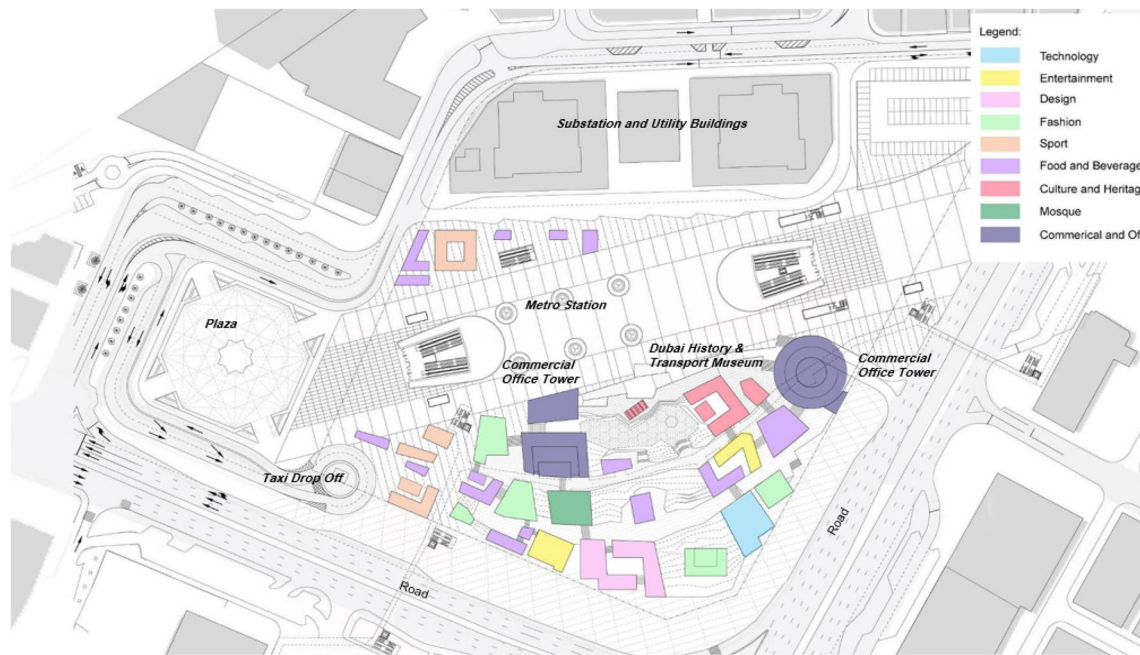 Legend:
Technology
Entertainment
Design
Fashion
Sport
Food and Beverage
Culture and Heritag
Mosque
Commerical and Of
Substation and Utility Buildings
Metro Station
Plaza
Dubai History &
Transport Museum
Commercial
Office Tower
Commercial
Office Tower
Taxi Drop Off
Road
Road